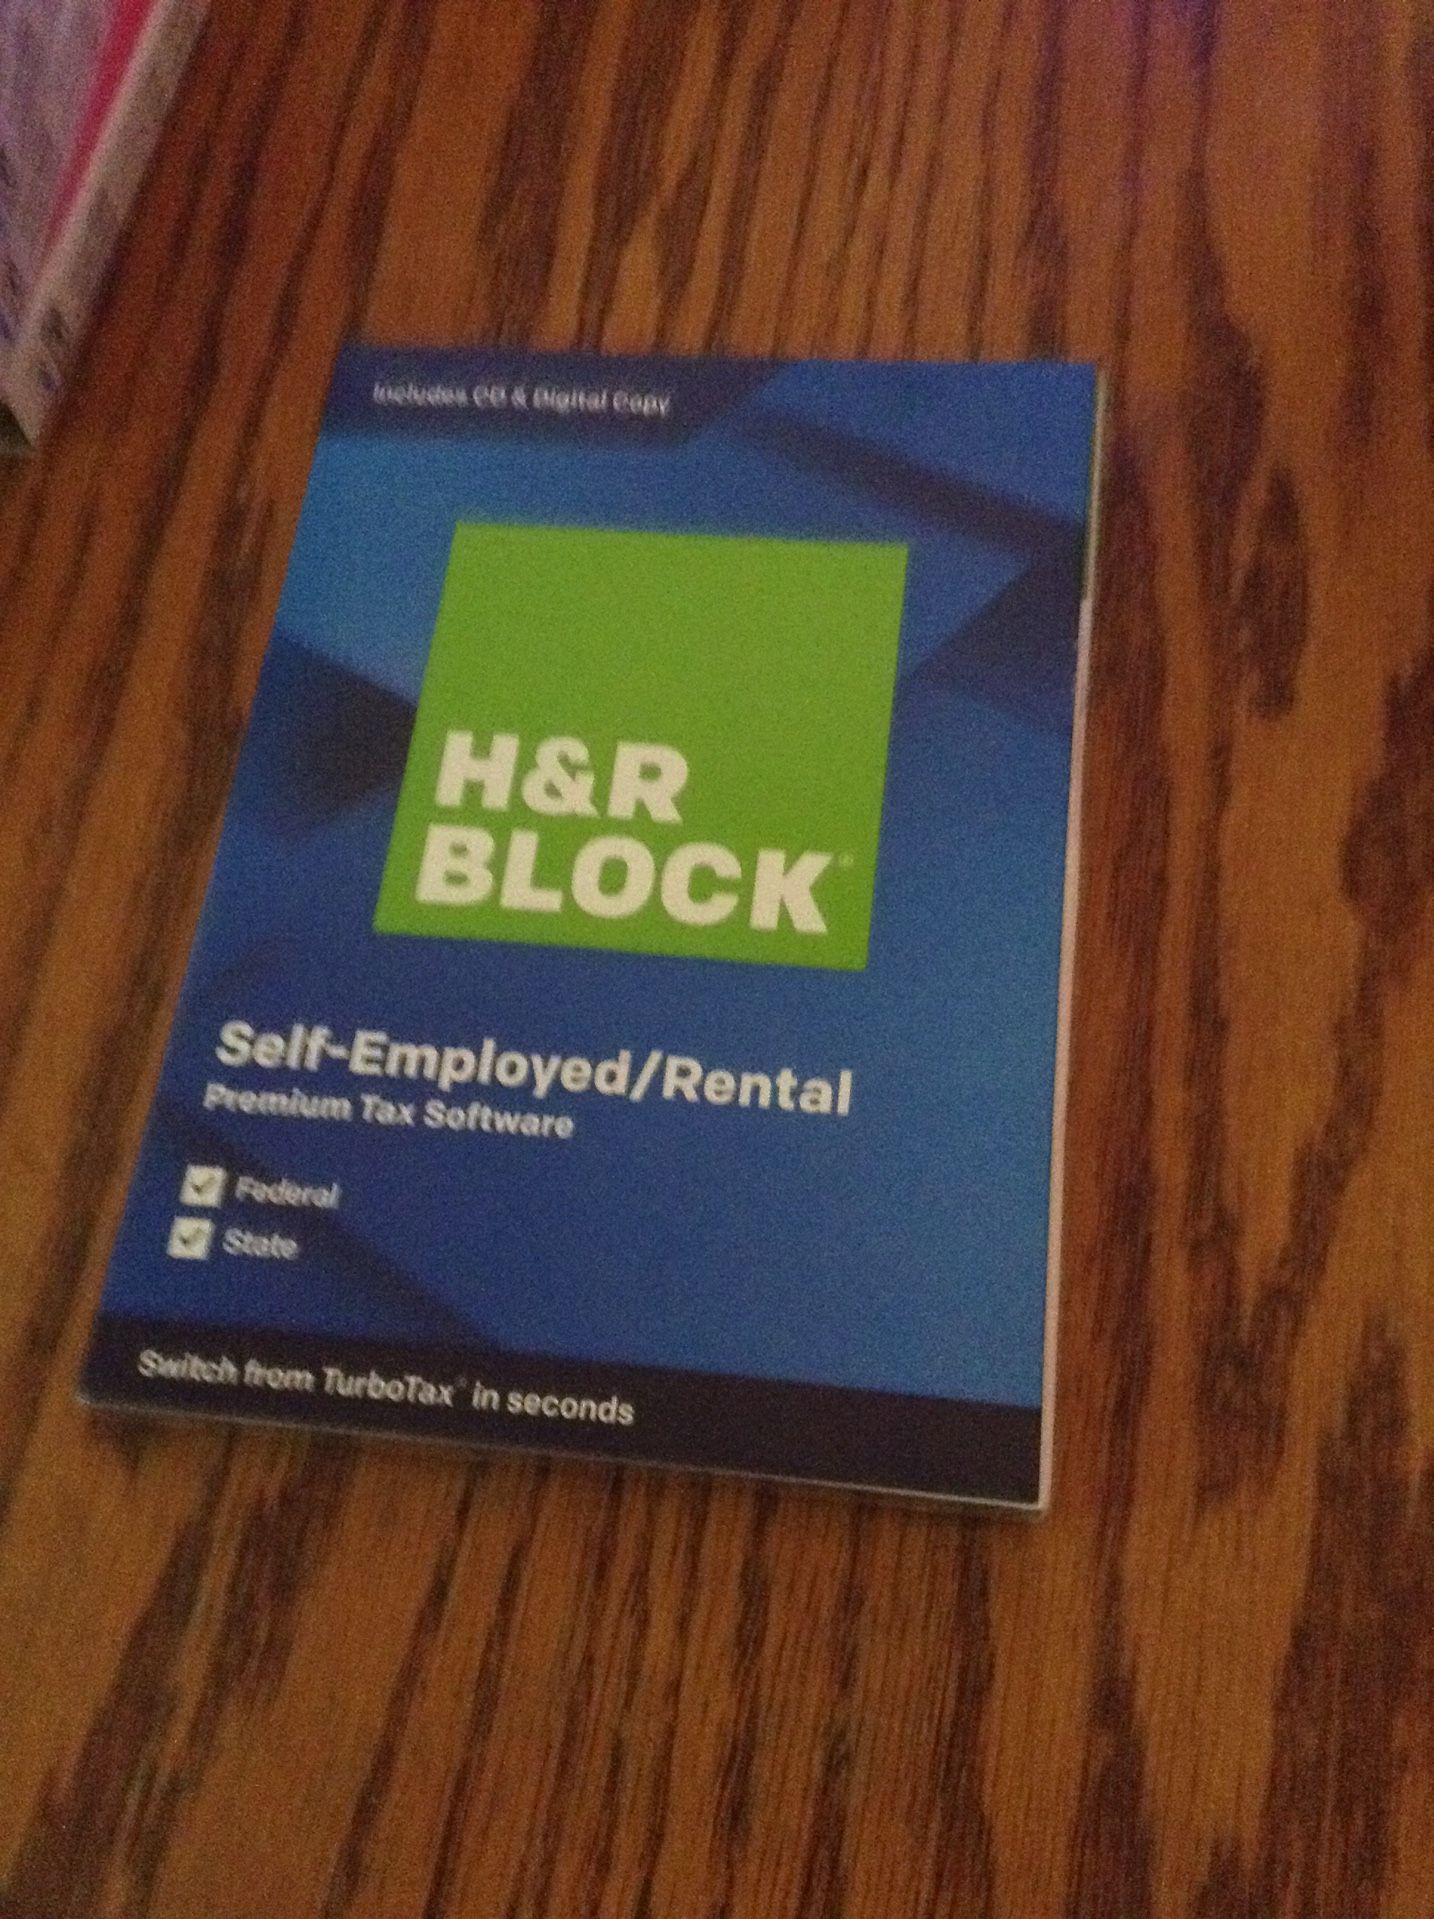 Includes CD & Digital Copy
H&R
BLOCK®
Self-Employed/Rental
Premium Tax Software
Federal
State
Switch from TurboTax® in seconds